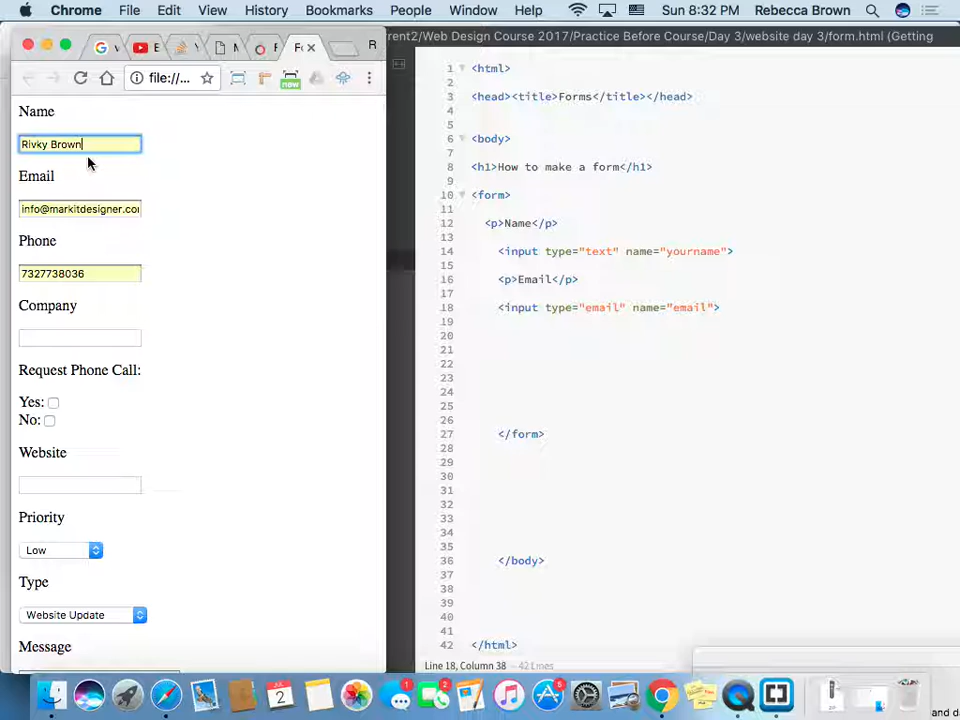 Chrome File Edit View History Bookmarks People Window Help Sun 8:32 PM Rebecca Brown
R
file://...
new
Name
Rivky Brown
Email
info@markitdesigner.co
Phone
7327738036
Company
Request Phone Call:
Yes:
No:
Website
Priority
Low
Type
Website Update
Message
rent2/Web Design Course 2017/Practice Before Course/Day 3/website day 3/form.html (Getting
1 <html>
2
3 <head><title>Forms</title></head>
4
5
6 <body>
7
8 <h1>How to make a form</h1>
9
10 <form>
11
12 <p>Name</p>
13
14 <input type="text" name="yourname">
15
16 <p>Email</p>
17
18 <input type="email" name="email">
19
20
21
22
23
24
25
26
27 </form>
28
29
30
31
32
33
34
35
36 </body>
37
38
39
40
41
42 </html>
Line 18, Column 38 — 42 Lines
2
and d